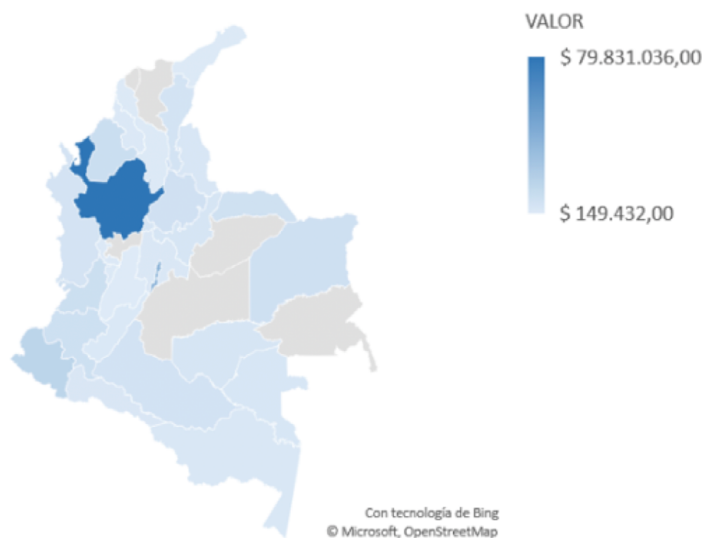 VALOR
$ 79.831.036,00
$ 149.432,00
Con tecnología de Bing
© Microsoft, OpenStreetMap